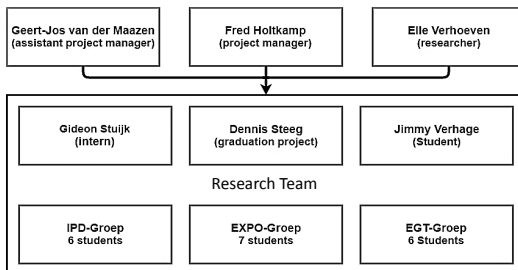 Geert-Jos van der Maazen
(assistant project manager)
Fred Holtkamp
(project manager)
Elle Verhoeven
(researcher)
Gideon Stuijk
(intern)
Dennis Steeg
(graduation project)
Jimmy Verhage
(Student)
Research Team
IPD-Groep
6 students
EXPO-Groep
7 students
EGT-Groep
6 Students